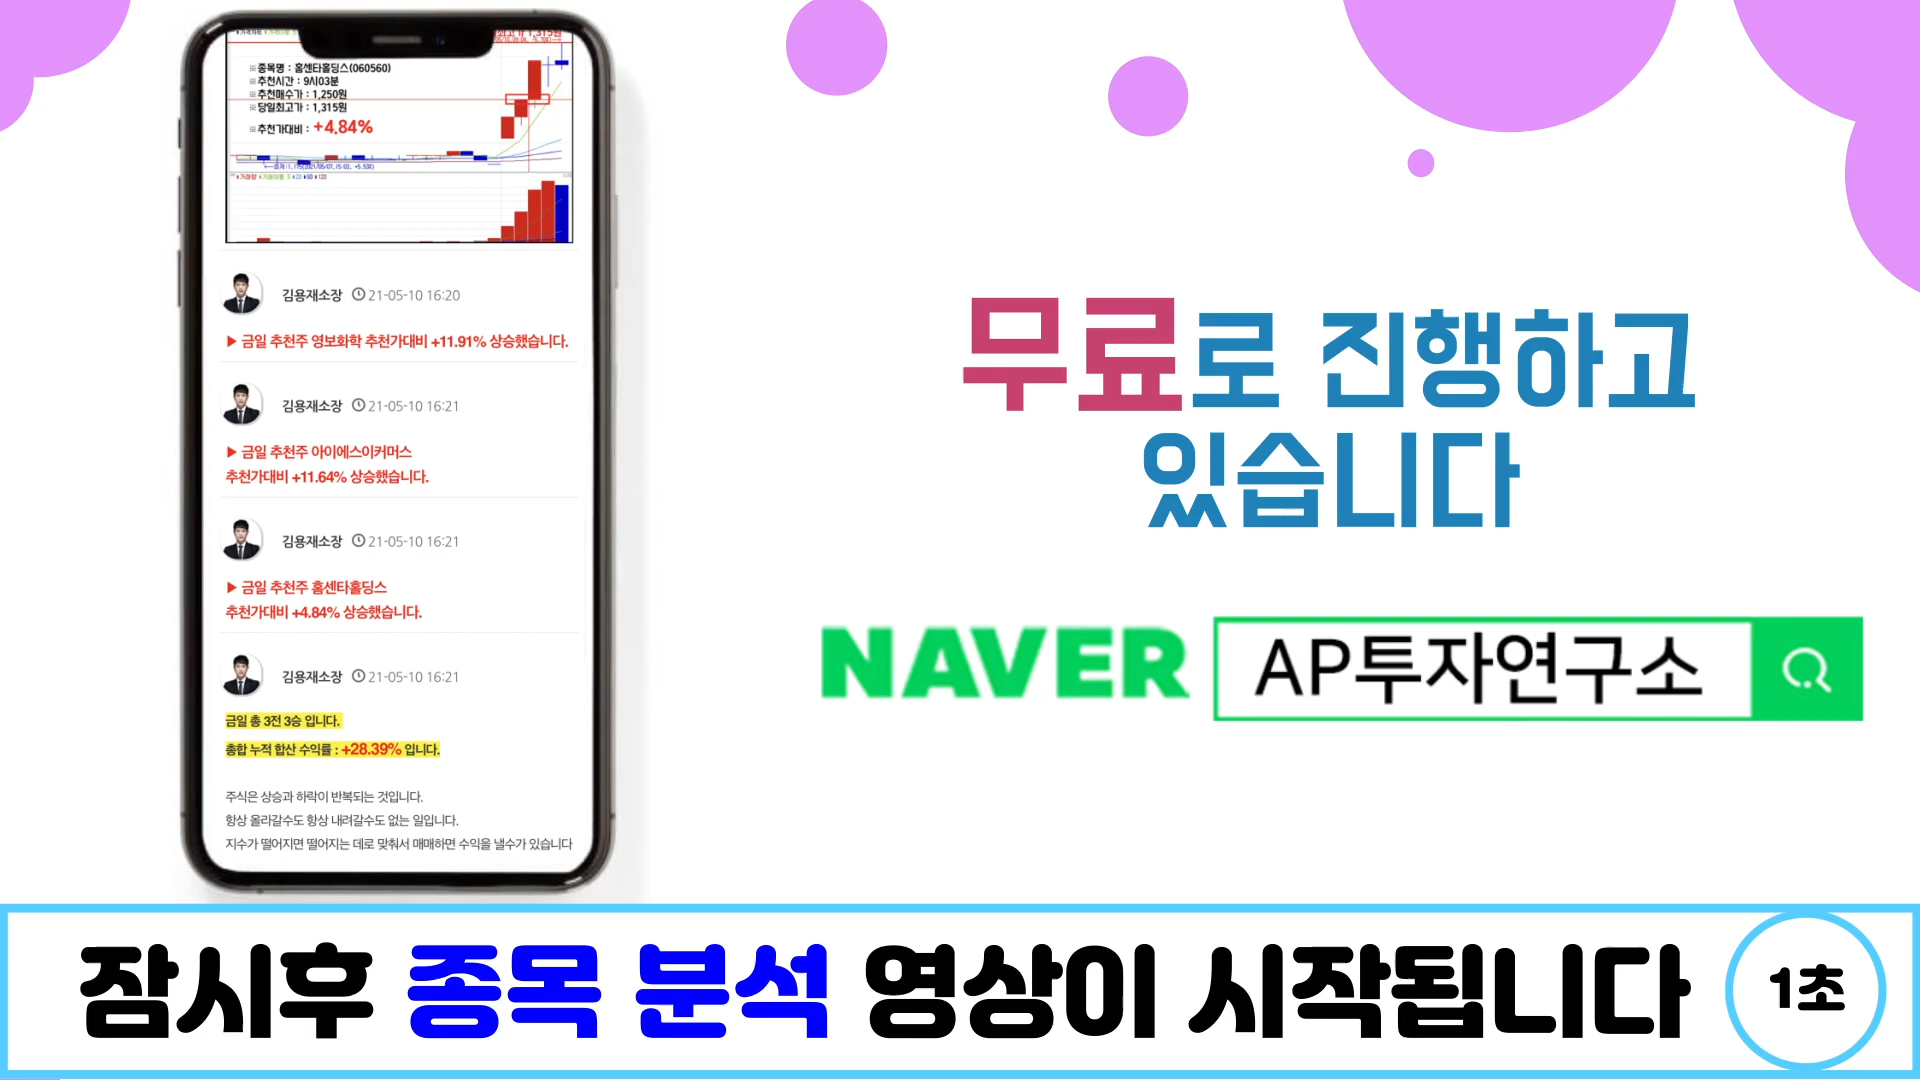 ※종목명 : 홈센타홀딩스(060560)
※추천시간 : 9시03분
※추천매수가 : 1,250원
※당일최고가 : 1,315원
※추천가대비 : +4.84%
김용재소장 21-05-10 16:20
▶ 금일 추천주 영보화학 추천가대비 +11.91% 상승했습니다.
김용재소장 21-05-10 16:21
▶ 금일 추천주 아이에스이커머스
추천가대비 +11.64% 상승했습니다.
김용재소장 21-05-10 16:21
▶ 금일 추천주 홈센타홀딩스
추천가대비 +4.84% 상승했습니다.
김용재소장 21-05-10 16:21
금일 총 3전 3승 입니다.
총합 누적 합산 수익률 : +28.39% 입니다.
주식은 상승과 하락이 반복되는 것입니다.
항상 올라갈수도 항상 내려갈수도 없는 일입니다.
지수가 떨어지면 떨어지는 데로 맞춰서 매매하면 수익을 낼수가 있습니다
무료로 진행하고
있습니다
NAVER AP투자연구소
잠시후 종목 분석 영상이 시작됩니다 1초